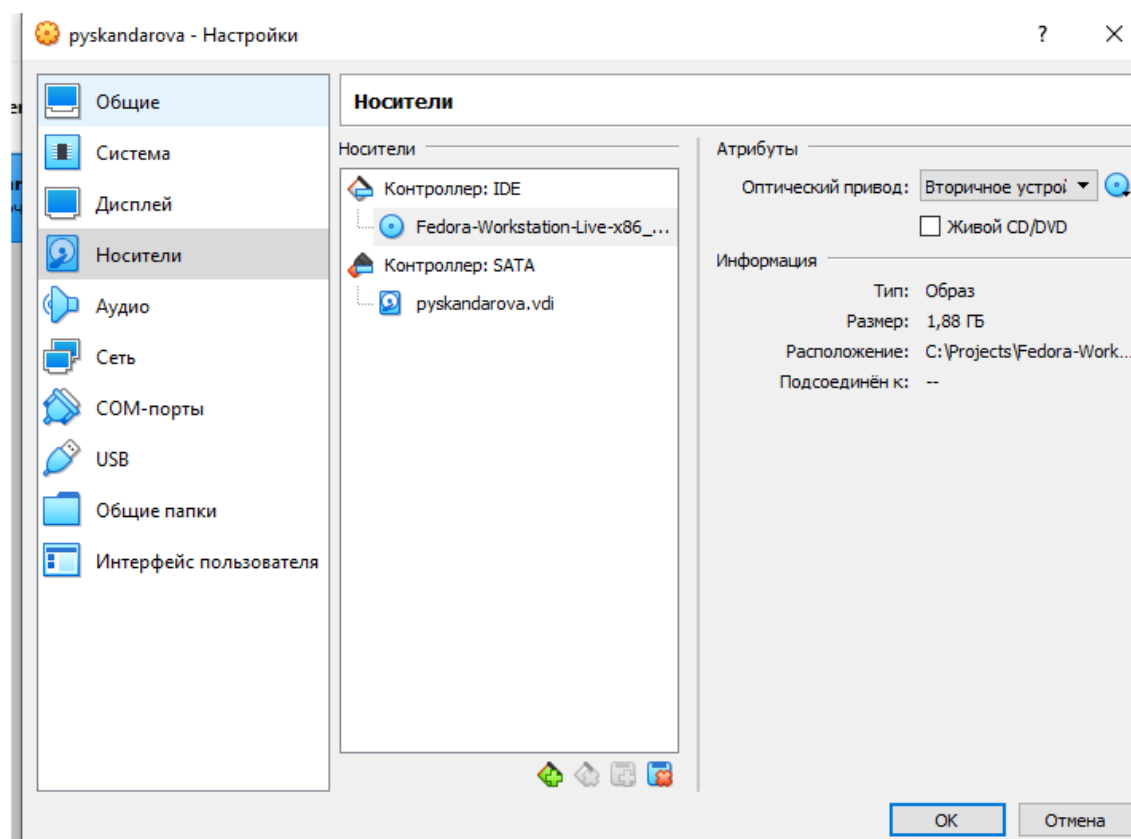 pyskandarova - Настройки
?
Общие
Система
Дисплей
Носители
Аудио
Сеть
COM-порты
USB
Общие папки
Интерфейс пользователя
Носители
Носители
Контроллер: IDE
Fedora-Workstation-Live-x86_...
Контроллер: SATA
pyskandarova.vdi
Атрибуты
Оптический привод: Вторичное
Живой CD/DVD
Информация
Тип: Образ
Размер: 1,88 ГБ
Расположение: C:\Projects\Fedora-Work...
Подсоединён к: --
OK
Отмена